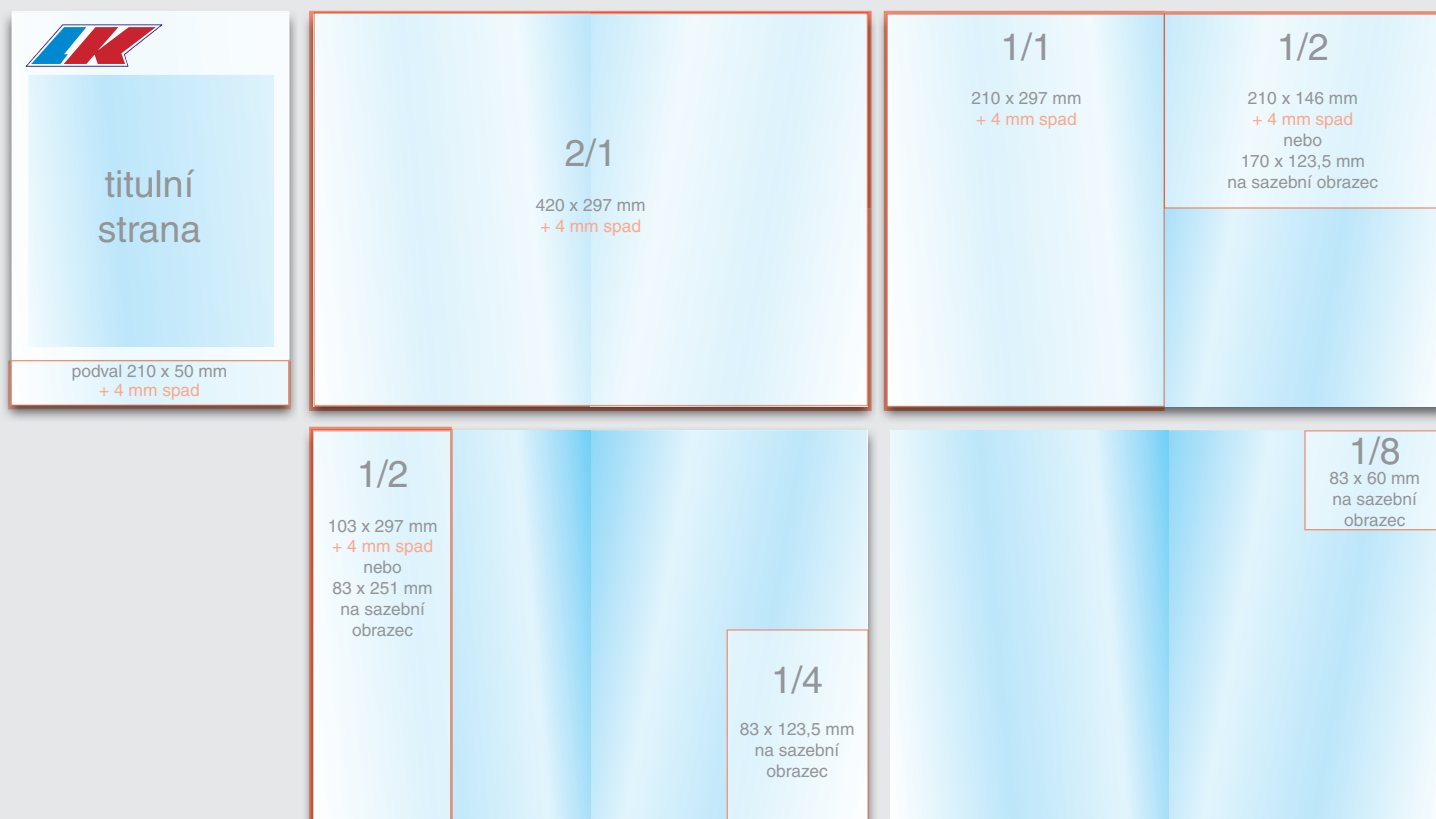 LK
titulní
strana
podval 210 x 50 mm
+ 4 mm spad
2/1
420 x 297 mm
+ 4 mm spad
1/1
210 x 297 mm
+ 4 mm spad
1/2
210 x 146 mm
+ 4 mm spad
nebo
170 x 123,5 mm
na sazební obrazec
1/2
103 x 297 mm
+ 4 mm spad
nebo
83 x 251 mm
na sazební
obrazec
1/4
83 x 123,5 mm
na sazební
obrazec
1/8
83 x 60 mm
na sazební
obrazec